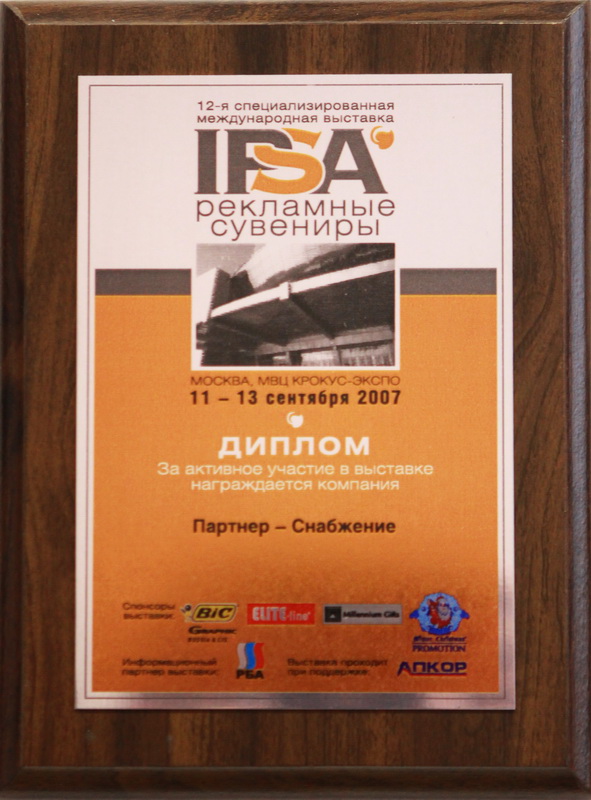 12-я специализированная
международная выставка
IPSA
рекламные
сувениры
МОСКВА, МВЦ КРОКУС-ЭКСПО
11 – 13 сентября 2007
ДИПЛОМ
За активное участие в выставке
награждается компания
Партнер – Снабжение
Спонсоры
выставки:
BIC
GRAPHIC
ELITE-line
Millennium Gifts
PROMOTION
Информационный
партнер выставки:
РБА
Выставка проходит
при поддержке:
АПКОР